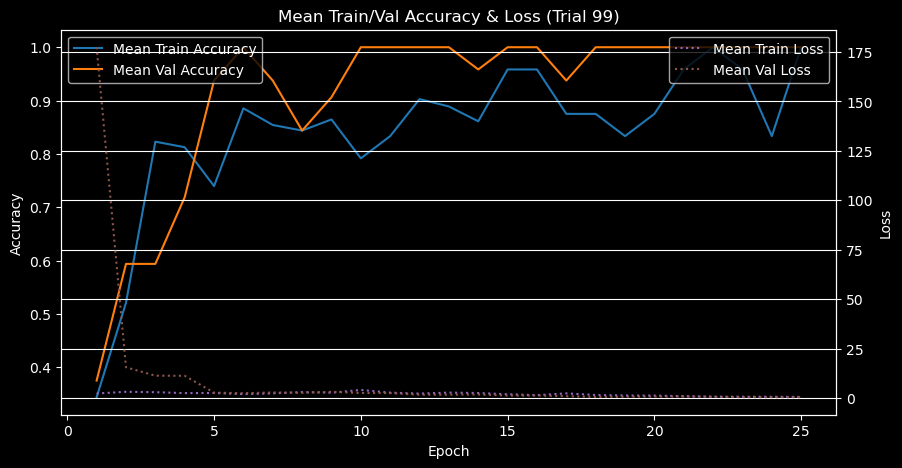 Mean Train/Val Accuracy & Loss (Trial 99)
Mean Train Accuracy
Mean Val Accuracy
Mean Train Loss
Mean Val Loss
Accuracy
1.0
0.9
0.8
0.7
0.6
0.5
0.4
Loss
175
150
125
100
75
50
25
0
0 5 10 15 20 25
Epoch